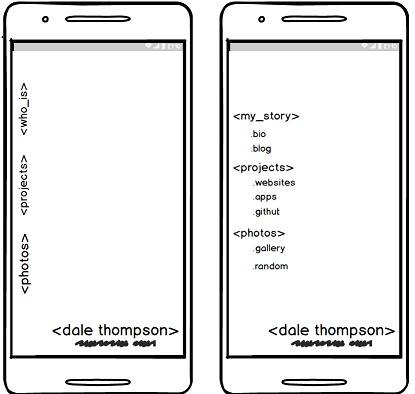 <who_is>
<projects>
<photos>
<dale thompson>
<my_story>
.bio
.blog
<projects>
.websites
.apps
.githut
<photos>
.gallery
.random
<dale thompson>